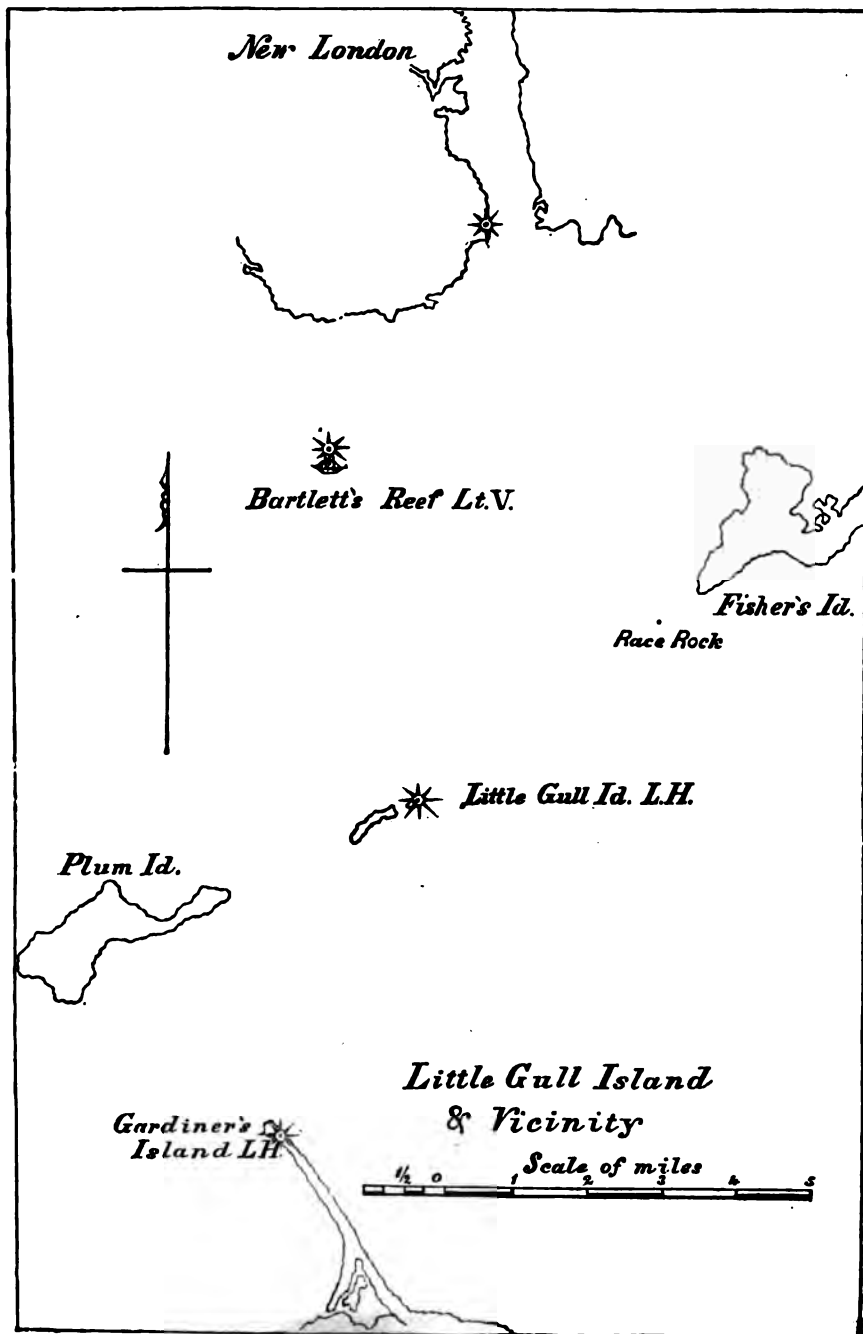 New London
Bartlett's Reef Lt.V.
Fisher's Id.
Race Rock
Little Gull Id. L.H.
Plum Id.
Little Gull Island
& Vicinity
Gardiner's
Island LH
Scale of miles
1/2 0 1 2 3 4 5